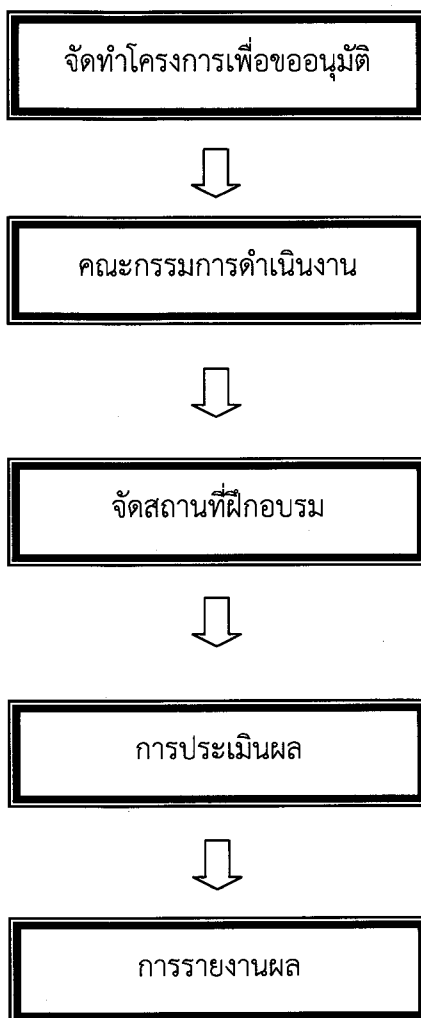 จัดทำโครงการเพื่อขออนุมัติ
คณะกรรมการดำเนินงาน
จัดสถานที่ฝึกอบรม
การประเมินผล
การรายงานผล